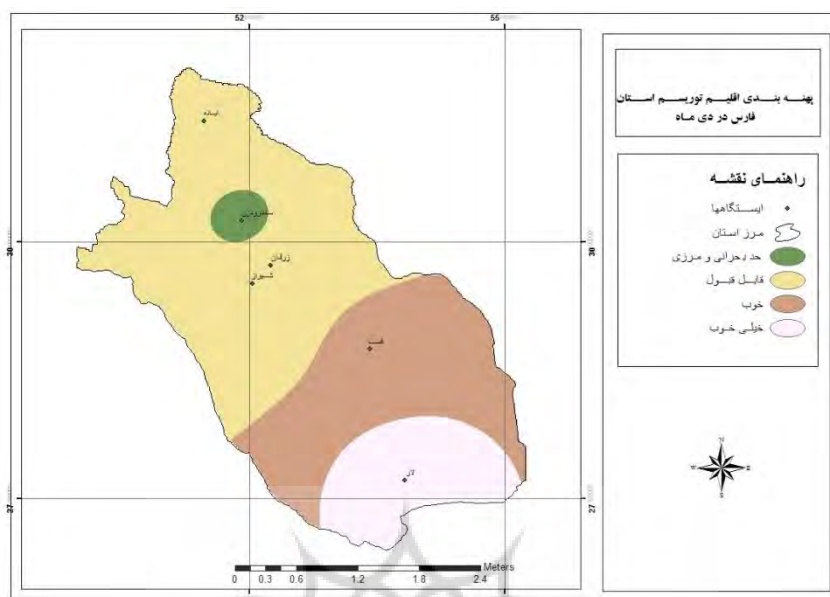 52 55
پهنه بندی اقلیم توریسم استان
فارس در دی ماه
راهنمای نقشه
ایستگاهها
مرز استان
حد بحرانی و مرزی
قابل قبول
خوب
خیلی خوب
اباده
30 30
زرقان
شیراز
فسا
لار
27 27
Meters
0 0.3 0.6 1.2 1.8 2.4
N
W E
S